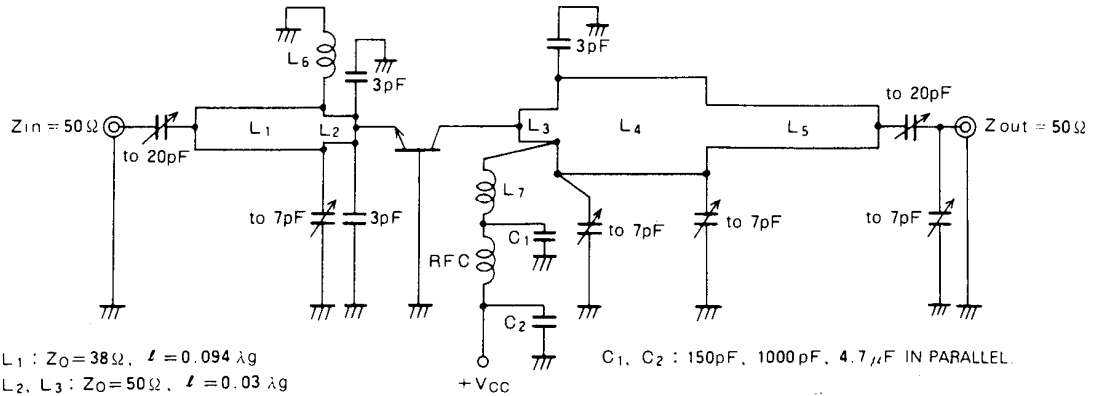 3pF
L6
3pF
Zin = 50Ω
L1
L2
to 20pF
L3
L4
L5
to 20pF
Zout = 50Ω
to 7pF
3pF
L7
C1
to 7pF
to 7pF
to 7pF
RFC
C2
+VCC
L1 : Z0 = 38Ω, ℓ = 0.094 λg
L2, L3 : Z0 = 50Ω, ℓ = 0.03 λg
C1, C2 : 150pF, 1000pF, 4.7μF IN PARALLEL.